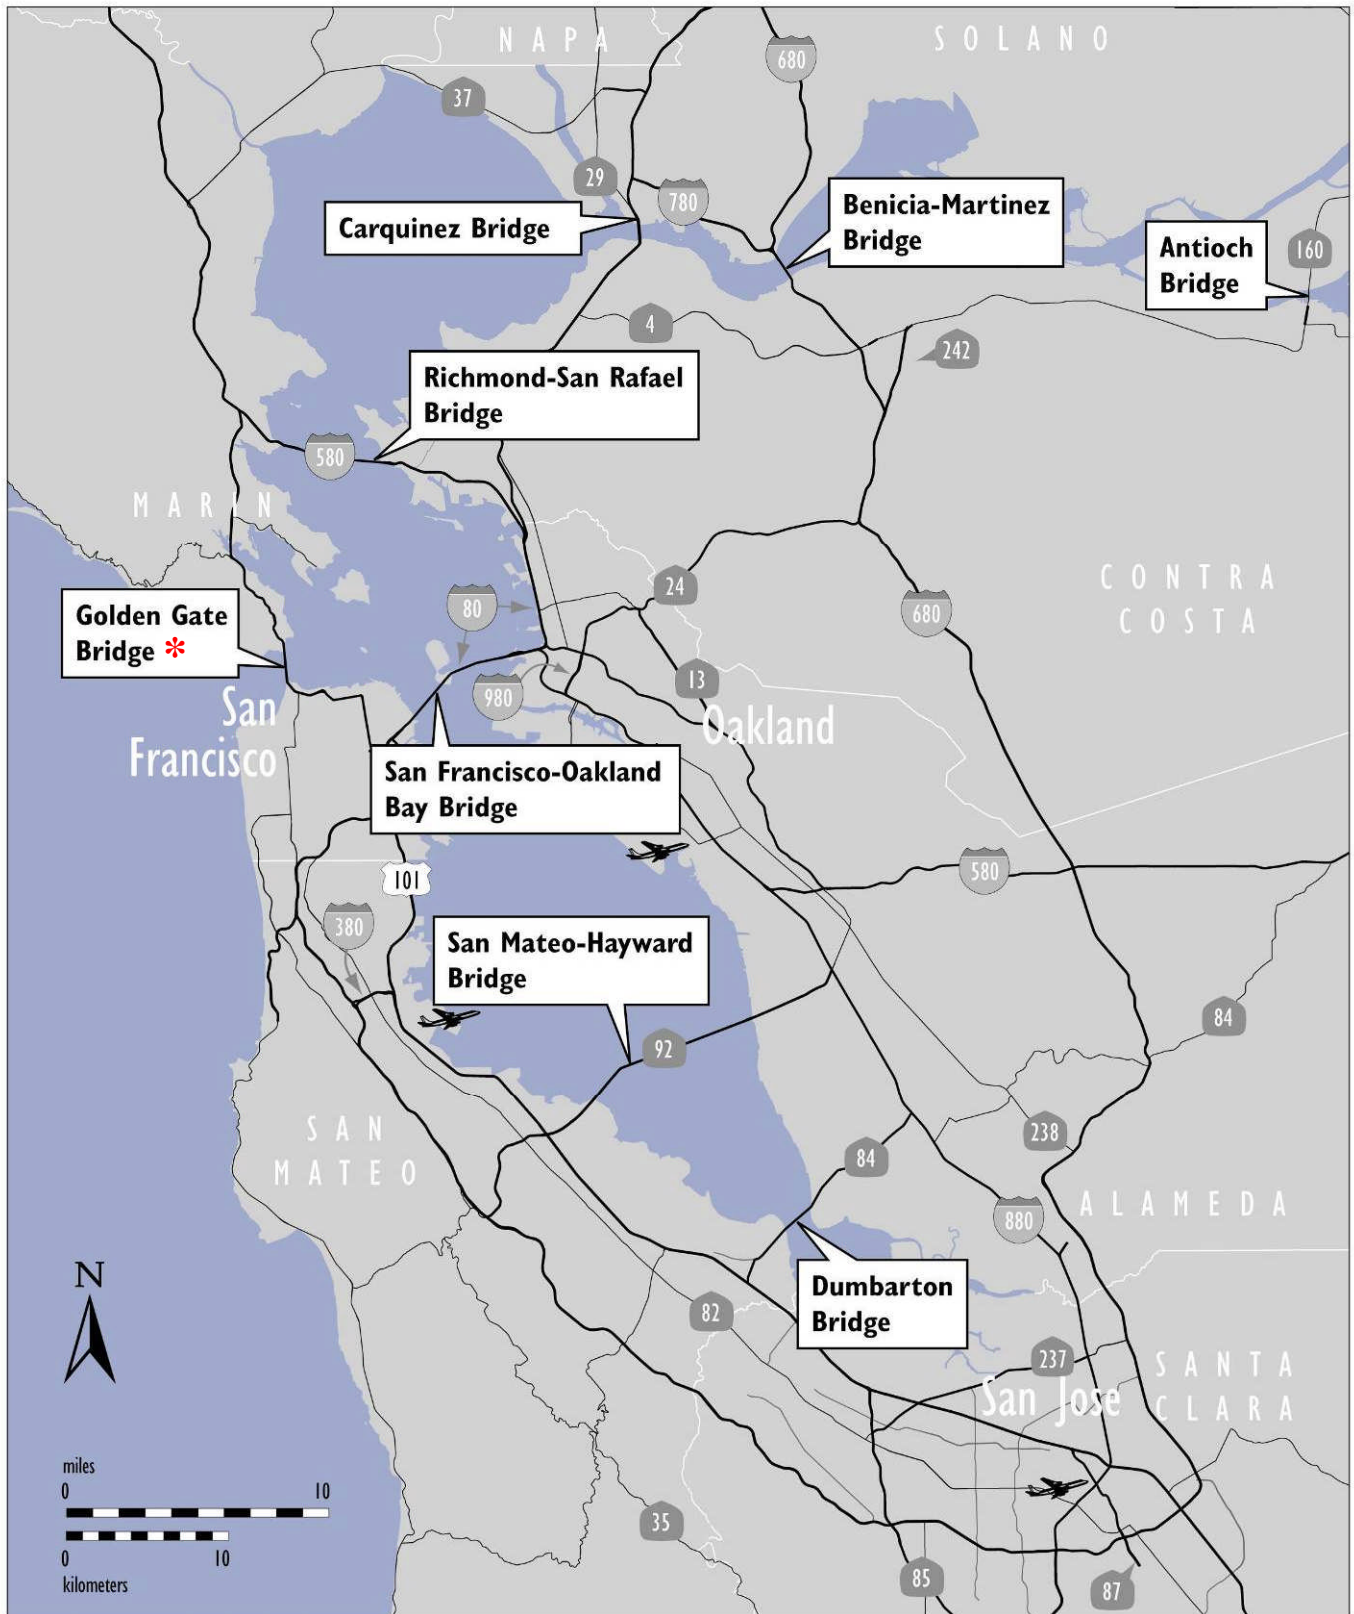 NAPA
SOLANO
680
37
29
780
Carquinez Bridge
Benicia-Martinez
Bridge
Antioch
Bridge
160
4
242
Richmond-San Rafael
Bridge
580
MARIN
80
24
680
CONTRA
COSTA
Golden Gate
Bridge *
980
13
San
Francisco
Oakland
San Francisco-Oakland
Bay Bridge
101
580
380
San Mateo-Hayward
Bridge
92
84
SAN
MATEO
84
238
880
ALAMEDA
N
Dumbarton
Bridge
82
237
San Jose
SANTA
CLARA
miles
0 10
0 10
kilometers
35
85
87